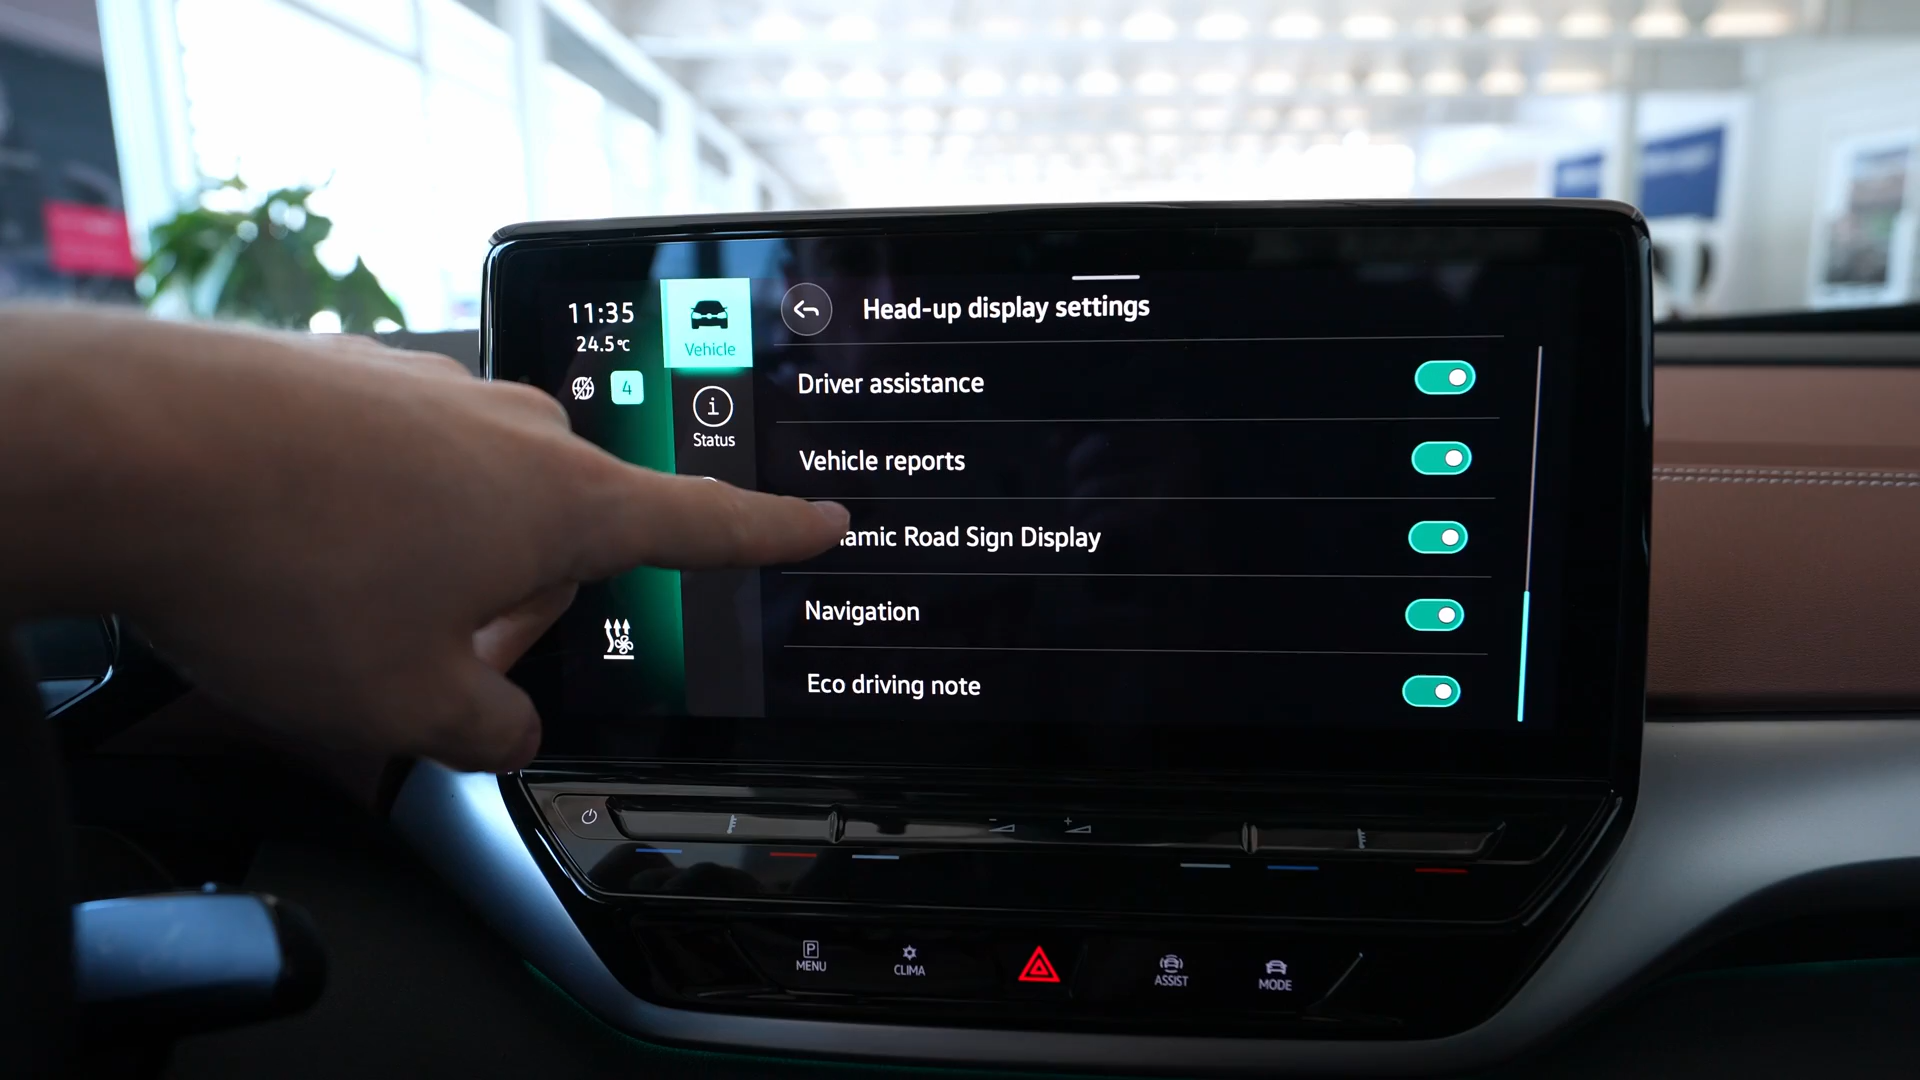 11:35
24.5°C
4
Vehicle
Status
Head-up display settings
Driver assistance
Vehicle reports
namic Road Sign Display
Navigation
Eco driving note
P
MENU
CLIMA
ASSIST
MODE